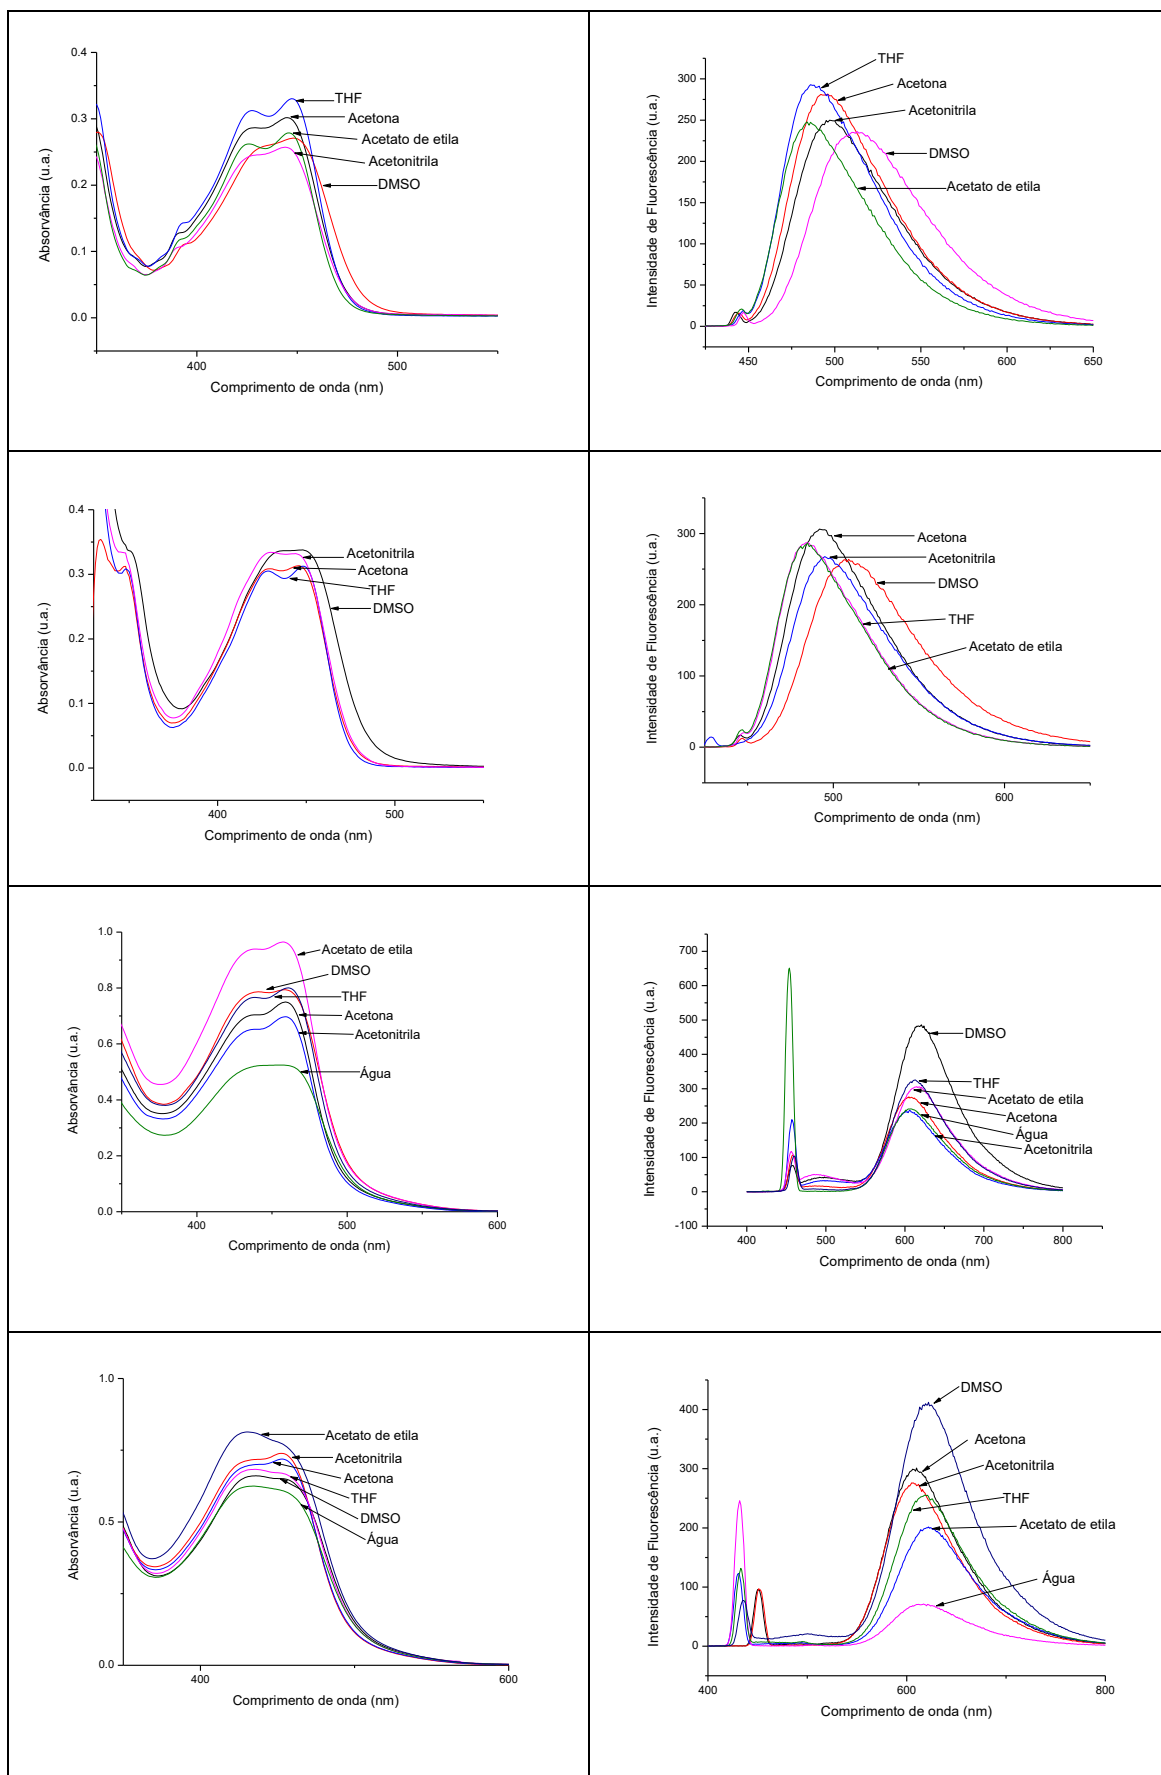 0.4
0.3
0.2
0.1
0.0
Absorvância (u.a.)
THF
Acetona
Acetato de etila
Acetonitrila
DMSO
400
500
Comprimento de onda (nm)
300
250
200
150
100
50
0
Intensidade de Fluorescência (u.a.)
THF
Acetona
Acetonitrila
DMSO
Acetato de etila
450
500
550
600
650
Comprimento de onda (nm)
0.4
0.3
0.2
0.1
0.0
Absorvância (u.a.)
Acetonitrila
Acetona
THF
DMSO
400
500
Comprimento de onda (nm)
300
200
100
0
Intensidade de Fluorescência (u.a.)
Acetona
Acetonitrila
DMSO
THF
Acetato de etila
500
600
Comprimento de onda (nm)
1.0
0.8
0.6
0.4
0.2
0.0
Absorvância (u.a.)
Acetato de etila
DMSO
THF
Acetona
Acetonitrila
Água
400
500
600
Comprimento de onda (nm)
700
600
500
400
300
200
100
0
-100
Intensidade de Fluorescência (u.a.)
DMSO
THF
Acetato de etila
Acetona
Água
Acetonitrila
400
500
600
700
800
Comprimento de onda (nm)
1.0
0.5
0.0
Absorvância (u.a.)
Acetato de etila
Acetonitrila
Acetona
THF
DMSO
Água
400
600
Comprimento de onda (nm)
400
300
200
100
0
Intensidade de Fluorescência (u.a.)
DMSO
Acetona
Acetonitrila
THF
Acetato de etila
Água
400
600
800
Comprimento de onda (nm)